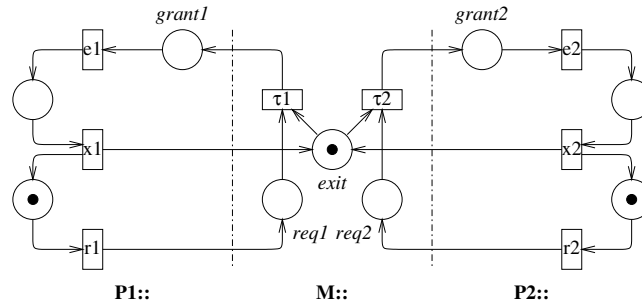 grant1 grant2
e1 e2
τ1 τ2
x1 x2
exit
req1 req2
r1 r2
P1:: M:: P2::